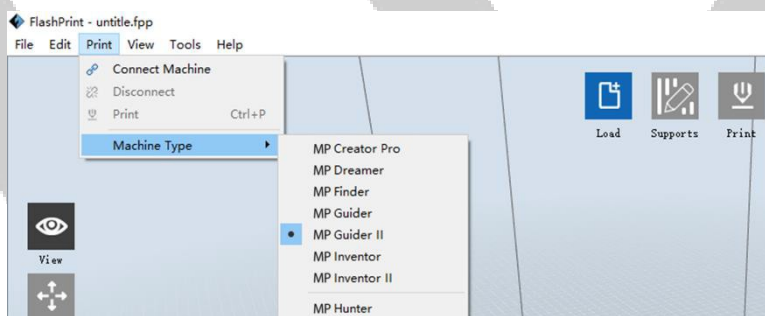 FlashPrint - untitle.fpp
File Edit Print View Tools Help
Connect Machine
Disconnect
Print Ctrl+P
Machine Type
MP Creator Pro
MP Dreamer
MP Finder
MP Guider
MP Guider II
MP Inventor
MP Inventor II
MP Hunter
Load Supports Print
View